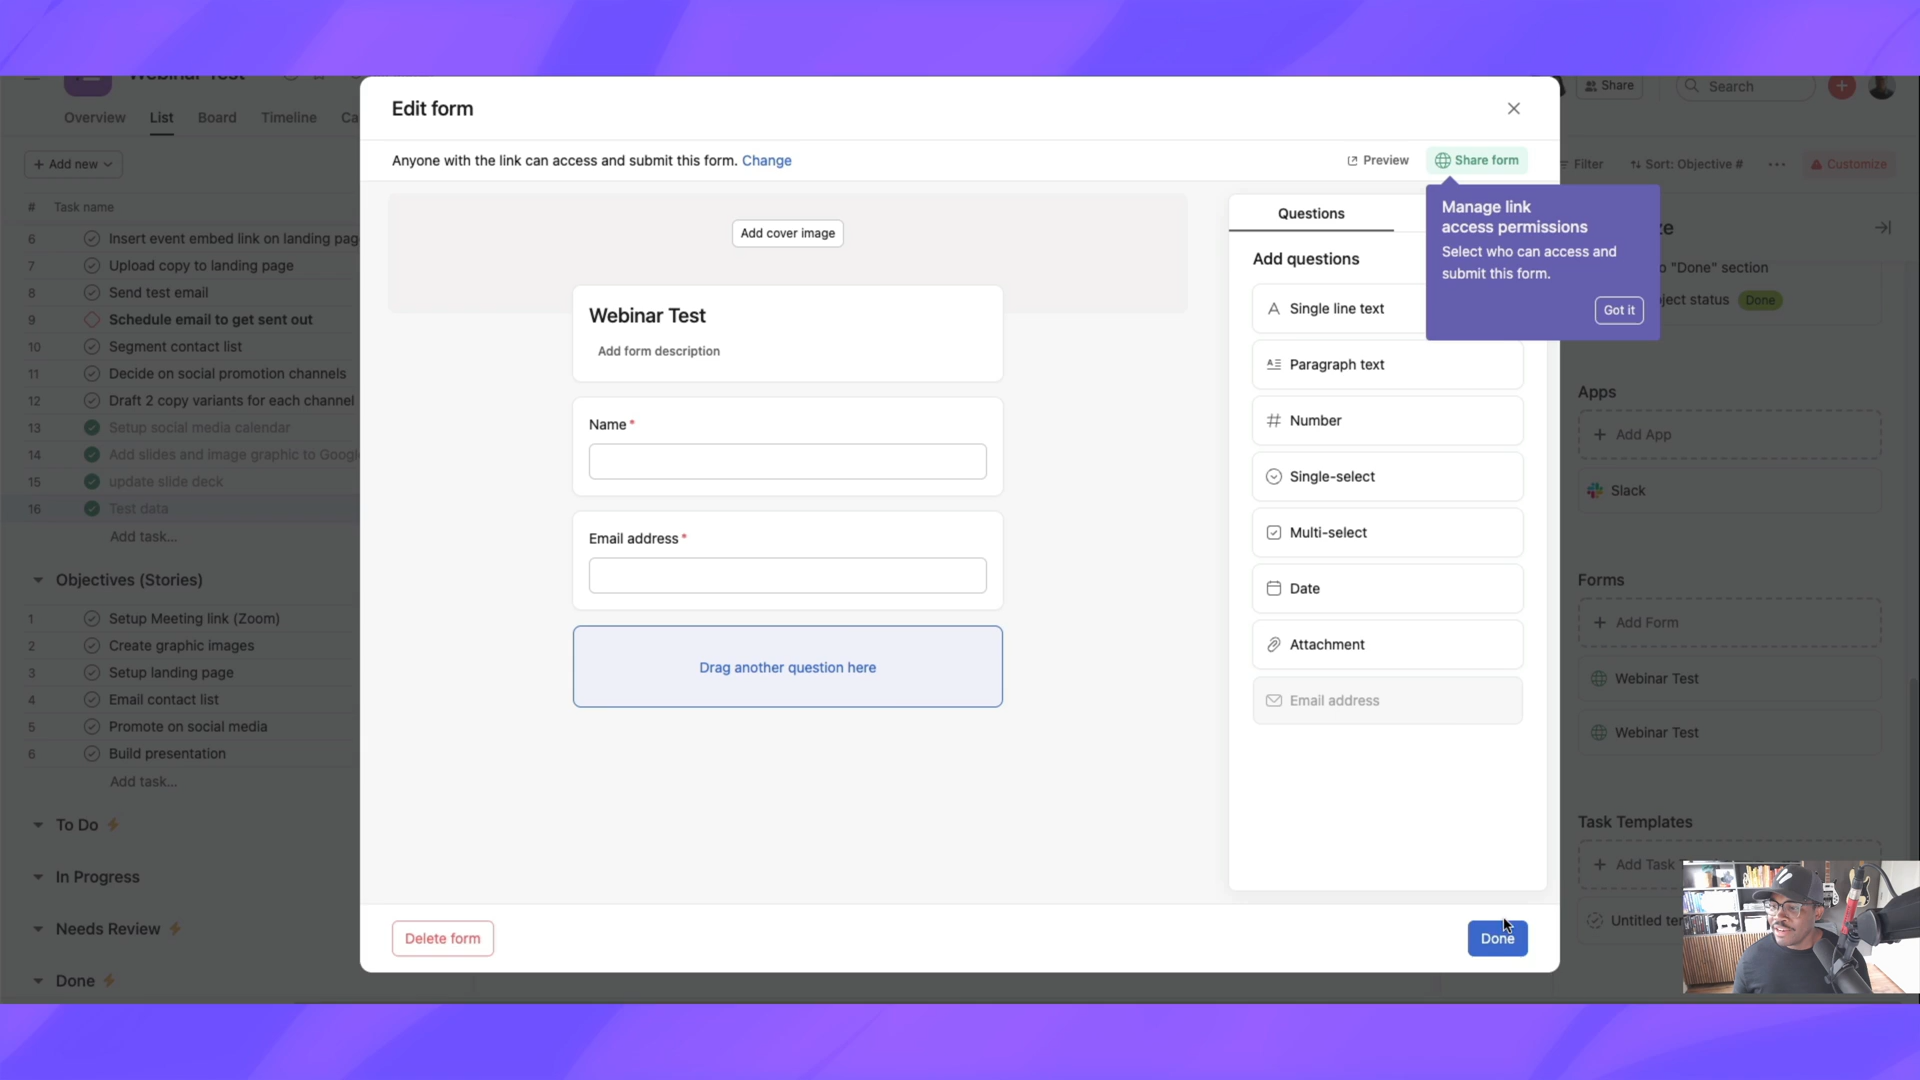 Webinar Test
Overview
List
Board
Timeline
Share
Search
Add new
Filter
Sort: Objective #
Customize
#
Task name
6
Insert event embed link on landing pag
7
Upload copy to landing page
8
Send test email
9
Schedule email to get sent out
10
Segment contact list
11
Decide on social promotion channels
12
Draft 2 copy variants for each channel
13
Setup social media calendar
14
Add slides and image graphic to Googl
15
update slide deck
16
Test data
Add task...
Objectives (Stories)
1
Setup Meeting link (Zoom)
2
Create graphic images
3
Setup landing page
4
Email contact list
5
Promote on social media
6
Build presentation
Add task...
To Do
In Progress
Needs Review
Done
Edit form
Anyone with the link can access and submit this form. Change
Preview
Share form
Add cover image
Webinar Test
Add form description
Name *
Email address *
Drag another question here
Questions
Add questions
Single line text
Paragraph text
Number
Single-select
Multi-select
Date
Attachment
Email address
Manage link
access permissions
Select who can access and
submit this form.
Got it
Delete form
Done
"Done" section
status Done
Apps
Add App
Slack
Forms
Add Form
Webinar Test
Webinar Test
Task Templates
Add Task
Untitled